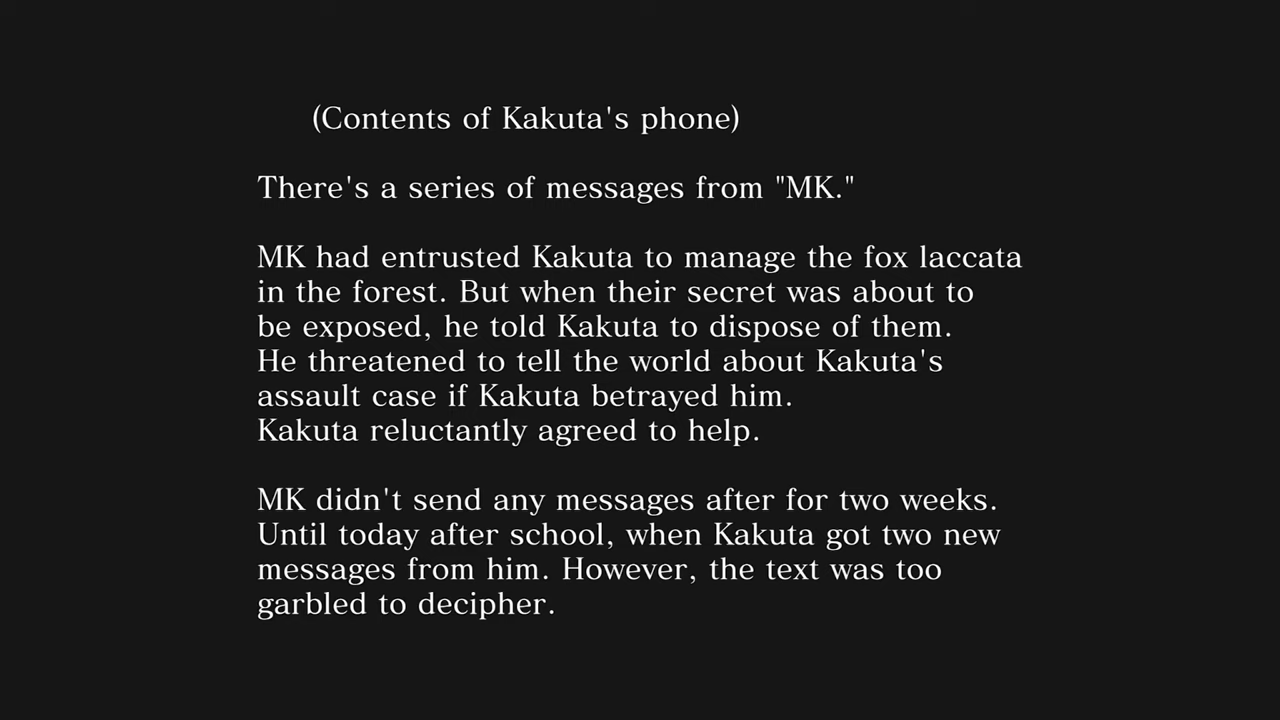 (Contents of Kakuta's phone)
There's a series of messages from "MK."
MK had entrusted Kakuta to manage the fox laccata
in the forest. But when their secret was about to
be exposed, he told Kakuta to dispose of them.
He threatened to tell the world about Kakuta's
assault case if Kakuta betrayed him.
Kakuta reluctantly agreed to help.
MK didn't send any messages after for two weeks.
Until today after school, when Kakuta got two new
messages from him. However, the text was too
garbled to decipher.